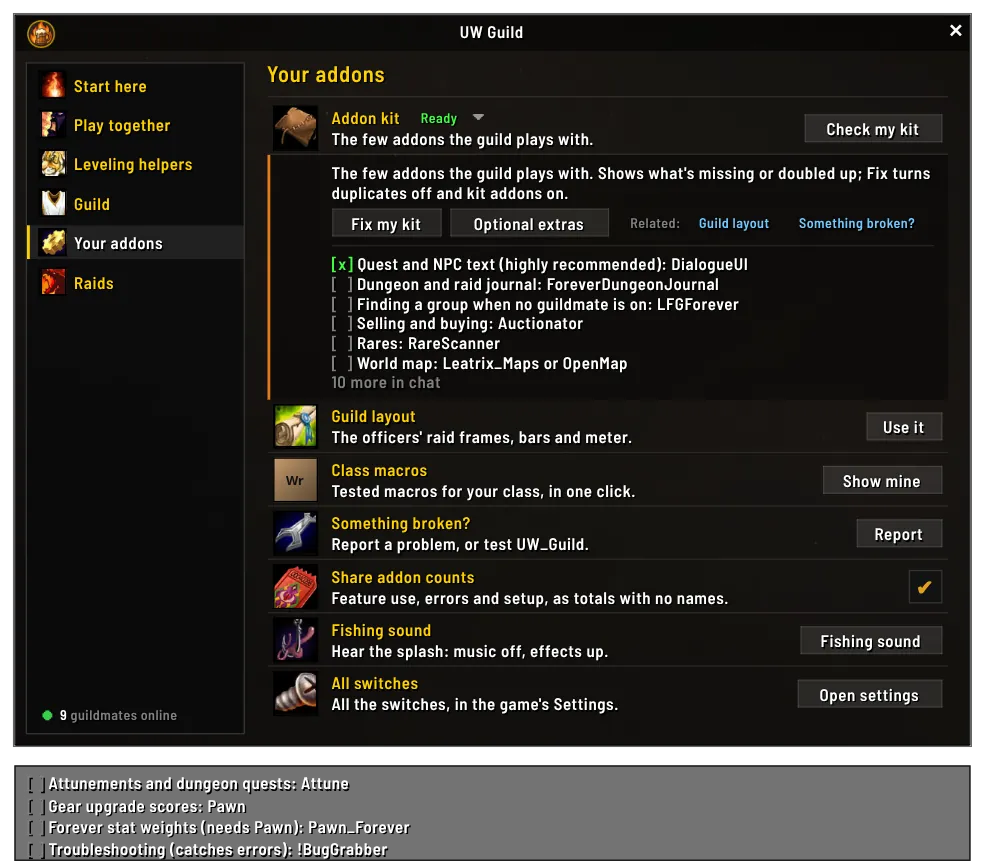 UW Guild
Start here
Play together
Leveling helpers
Guild
Your addons
Raids
9 guildmates online
Your addons
Addon kit Ready
The few addons the guild plays with.
Check my kit
The few addons the guild plays with. Shows what's missing or doubled up; Fix turns
duplicates off and kit addons on.
Fix my kit Optional extras Related: Guild layout Something broken?
[x] Quest and NPC text (highly recommended): DialogueUI
[ ] Dungeon and raid journal: ForeverDungeonJournal
[ ] Finding a group when no guildmate is on: LFGForever
[ ] Selling and buying: Auctionator
[ ] Rares: RareScanner
[ ] World map: Leatrix_Maps or OpenMap
10 more in chat
Guild layout
The officers' raid frames, bars and meter.
Use it
Wr
Class macros
Tested macros for your class, in one click.
Show mine
Something broken?
Report a problem, or test UW_Guild.
Report
Share addon counts
Feature use, errors and setup, as totals with no names.
Fishing sound
Hear the splash: music off, effects up.
Fishing sound
All switches
All the switches, in the game's Settings.
Open settings
[ ] Attunements and dungeon quests: Attune
[ ] Gear upgrade scores: Pawn
[ ] Forever stat weights (needs Pawn): Pawn_Forever
[ ] Troubleshooting (catches errors): !BugGrabber